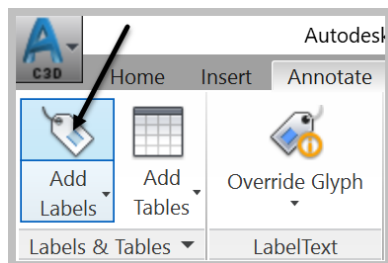 Autodesk
C3D
Home Insert Annotate
Add Labels
Add Tables
Override Glyph
Labels & Tables
LabelText